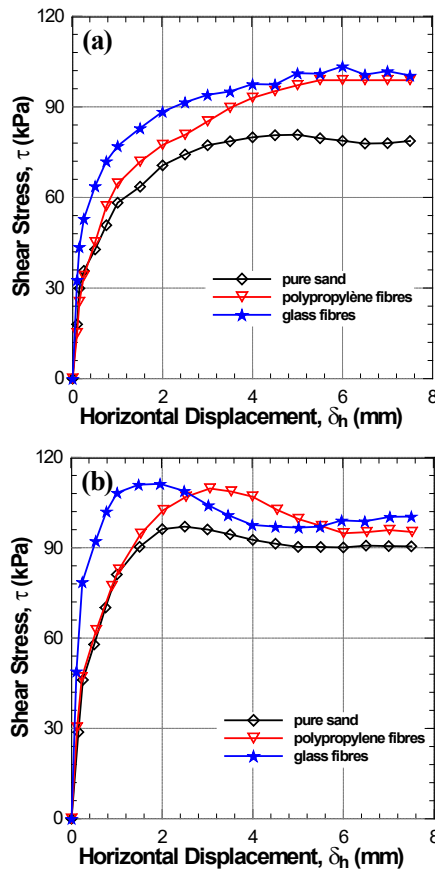 (a)
120
90
60
30
0
Shear Stress, τ (kPa)
pure sand
polypropylène fibres
glass fibres
0 2 4 6 8
Horizontal Displacement, δh (mm)
(b)
120
90
60
30
0
Shear Stress, τ (kPa)
pure sand
polypropylene fibres
glass fibres
0 2 4 6 8
Horizontal Displacement, δh (mm)